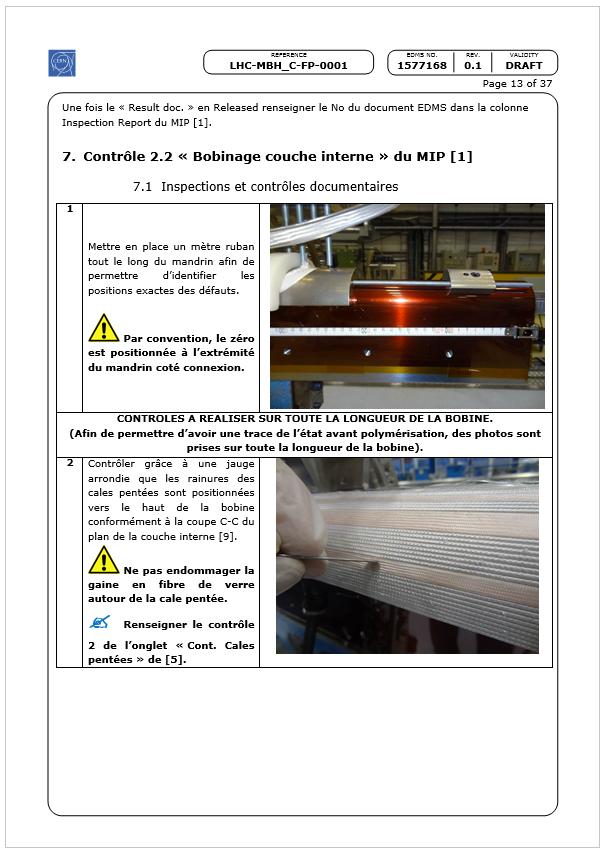 CERN
REFERENCE
LHC-MBH_C-FP-0001
EDMS NO.
1577168
REV.
0.1
VALIDITY
DRAFT
Page 13 of 37
Une fois le « Result doc. » en Released renseigner le No du document EDMS dans la colonne
Inspection Report du MIP [1].
7. Contrôle 2.2 « Bobinage couche interne » du MIP [1]
7.1 Inspections et contrôles documentaires
1
Mettre en place un mètre ruban
tout le long du mandrin afin de
permettre d’identifier les
positions exactes des défauts.
Par convention, le zéro
est positionnée à l’extrémité
du mandrin coté connexion.
CONTROLES A REALISER SUR TOUTE LA LONGUEUR DE LA BOBINE.
(Afin de permettre d’avoir une trace de l’état avant polymérisation, des photos sont
prises sur toute la longueur de la bobine).
2
Contrôler grâce à une jauge
arrondie que les rainures des
cales pentées sont positionnées
vers le haut de la bobine
conformément à la coupe C-C du
plan de la couche interne [9].
Ne pas endommager la
gaine en fibre de verre
autour de la cale pentée.
Renseigner le contrôle
2 de l’onglet « Cont. Cales
pentées » de [5].